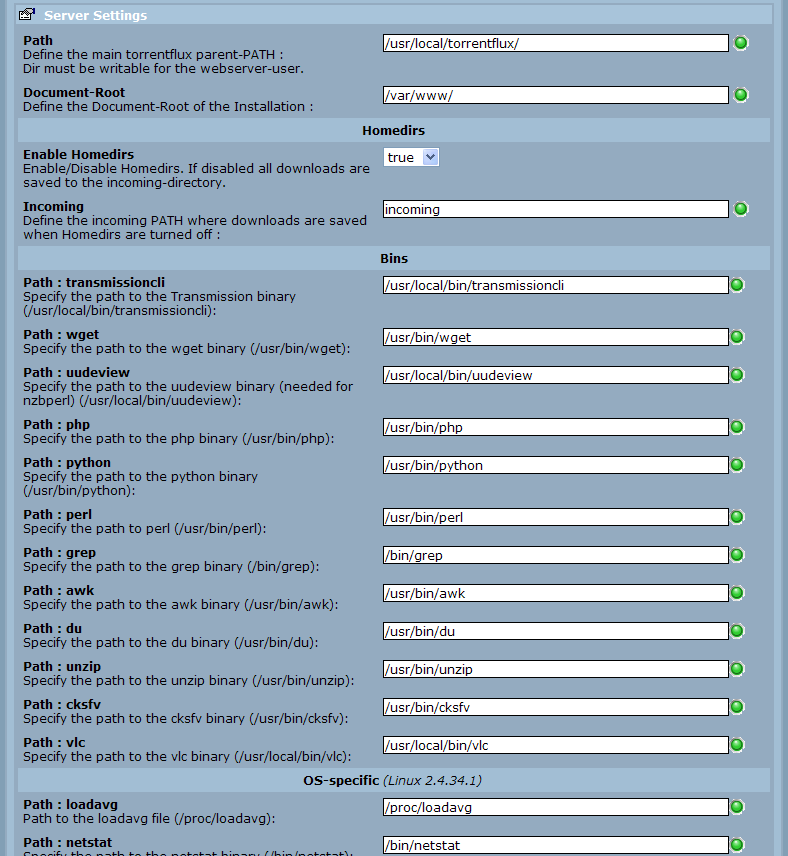 Server Settings
Path
Define the main torrentflux parent-PATH :
Dir must be writable for the webserver-user.
/usr/local/torrentflux/
Document-Root
Define the Document-Root of the Installation :
/var/www/
Homedirs
Enable Homedirs
Enable/Disable Homedirs. If disabled all downloads are
saved to the incoming-directory.
true
Incoming
Define the incoming PATH where downloads are saved
when Homedirs are turned off :
incoming
Bins
Path : transmissioncli
Specify the path to the Transmission binary
(/usr/local/bin/transmissioncli):
/usr/local/bin/transmissioncli
Path : wget
Specify the path to the wget binary (/usr/bin/wget):
/usr/bin/wget
Path : uudeview
Specify the path to the uudeview binary (needed for
nzbperl) (/usr/local/bin/uudeview):
/usr/local/bin/uudeview
Path : php
Specify the path to the php binary (/usr/bin/php):
/usr/bin/php
Path : python
Specify the path to the python binary
(/usr/bin/python):
/usr/bin/python
Path : perl
Specify the path to perl (/usr/bin/perl):
/usr/bin/perl
Path : grep
Specify the path to the grep binary (/bin/grep):
/bin/grep
Path : awk
Specify the path to the awk binary (/usr/bin/awk):
/usr/bin/awk
Path : du
Specify the path to the du binary (/usr/bin/du):
/usr/bin/du
Path : unzip
Specify the path to the unzip binary (/usr/bin/unzip):
/usr/bin/unzip
Path : cksfv
Specify the path to the cksfv binary (/usr/bin/cksfv):
/usr/bin/cksfv
Path : vlc
Specify the path to the vlc binary (/usr/local/bin/vlc):
/usr/local/bin/vlc
OS-specific (Linux 2.4.34.1)
Path : loadavg
Path to the loadavg file (/proc/loadavg):
/proc/loadavg
Path : netstat
Specify the path to the netstat binary (/bin/netstat):
/bin/netstat